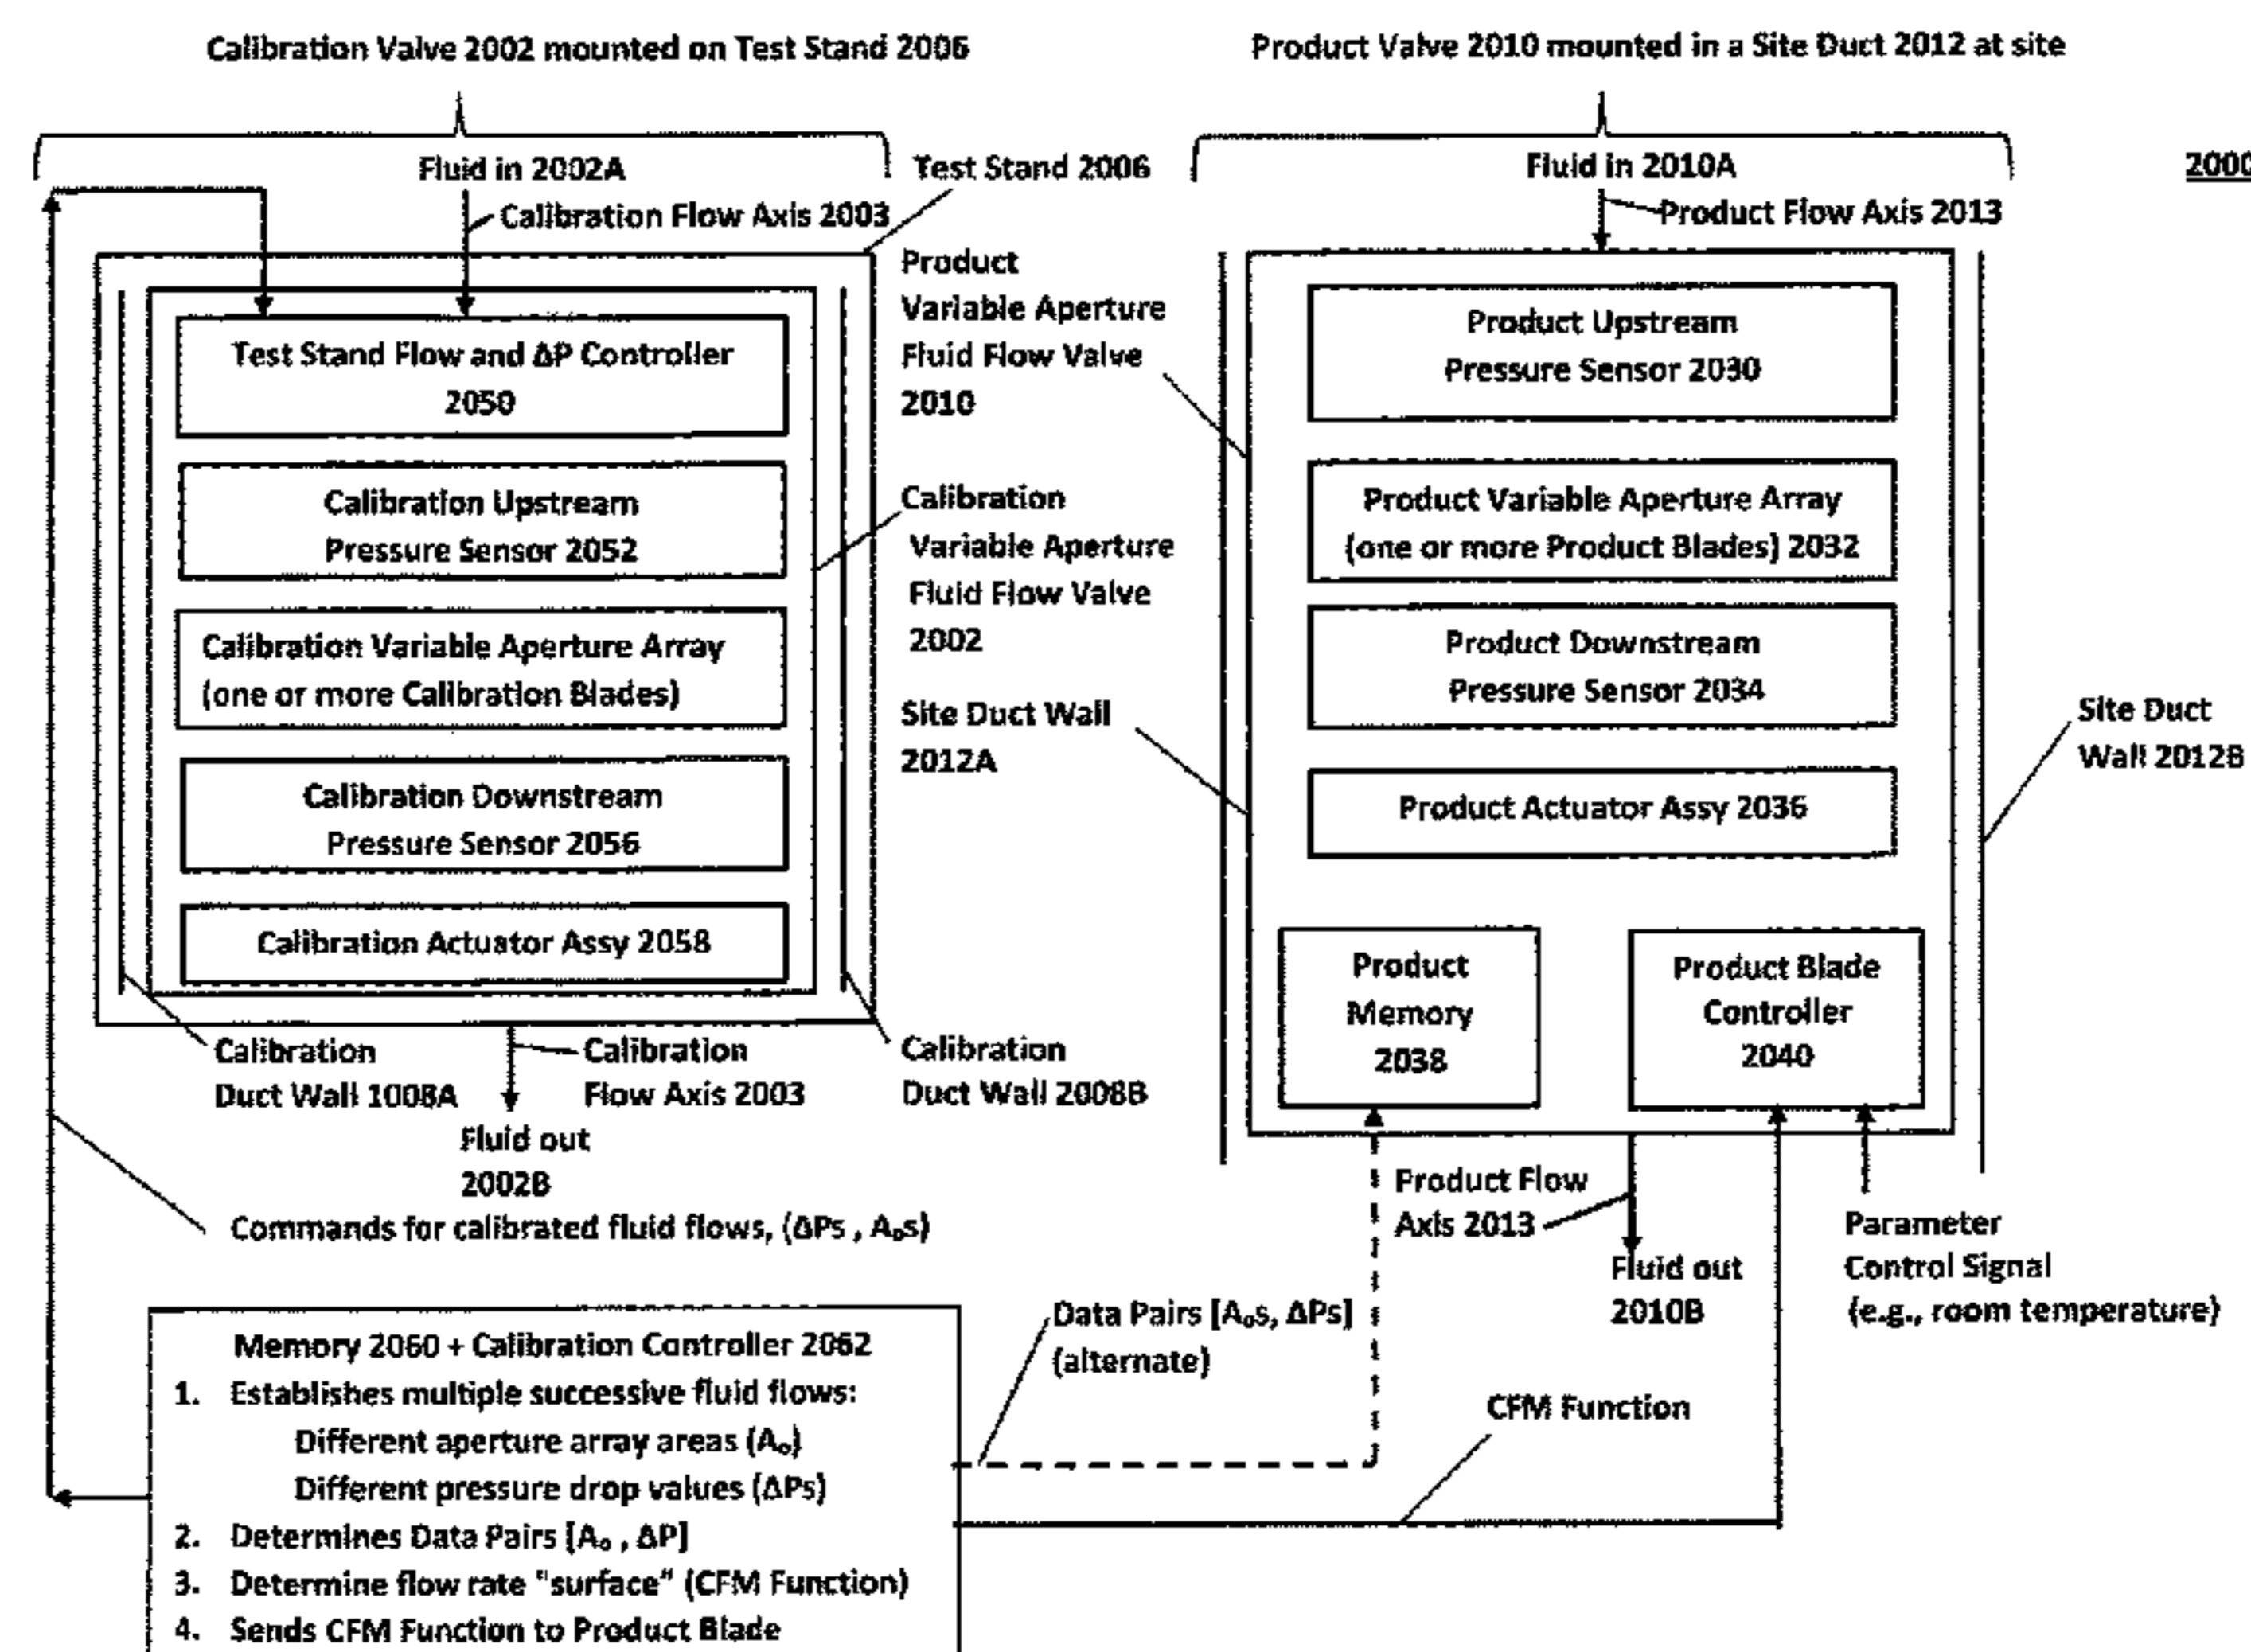 Calibration Valve 2002 mounted on Test Stand 2006
Product Valve 2010 mounted in a Site Duct 2012 at site
2000
Fluid in 2002A
Test Stand 2006
Calibration Flow Axis 2003
Fluid in 2010A
Product Flow Axis 2013
Test Stand Flow and ΔP Controller
2050
Calibration Upstream
Pressure Sensor 2052
Calibration Variable Aperture Array
(one or more Calibration Blades)
Calibration Downstream
Pressure Sensor 2056
Calibration Actuator Assy 2058
Product
Variable Aperture
Fluid Flow Valve
2010
Calibration
Variable Aperture
Fluid Flow Valve
2002
Site Duct Wall
2012A
Product Upstream
Pressure Sensor 2030
Product Variable Aperture Array
(one or more Product Blades) 2032
Product Downstream
Pressure Sensor 2034
Product Actuator Assy 2036
Product
Memory
2038
Product Blade
Controller
2040
Site Duct
Wall 2012B
Calibration
Duct Wall 1008A
Calibration
Flow Axis 2003
Calibration
Duct Wall 2008B
Fluid out
2002B
Commands for calibrated fluid flows, (ΔPs , Aₒs)
Product Flow
Axis 2013
Fluid out
2010B
Parameter
Control Signal
(e.g., room temperature)
Data Pairs [Aₒs, ΔPs]
(alternate)
CFM Function
Memory 2060 + Calibration Controller 2062
1. Establishes multiple successive fluid flows:
Different aperture array areas (Aₒ)
Different pressure drop values (ΔPs)
2. Determines Data Pairs [Aₒ , ΔP]
3. Determine flow rate "surface" (CFM Function)
4. Sends CFM Function to Product Blade